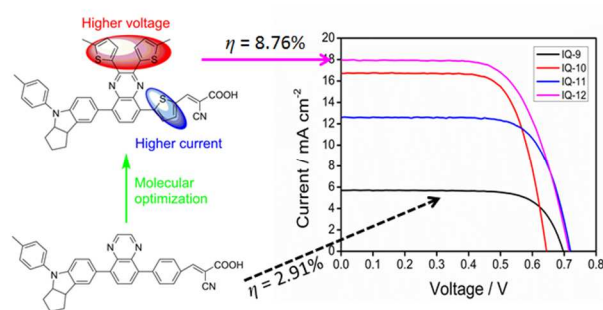 Higher voltage
η = 8.76%
S
S
N
N
S
COOH
CN
N
Higher current
Molecular
optimization
N
N
COOH
CN
N
η = 2.91%
Current / mA cm⁻²
20
18
16
14
12
10
8
6
4
2
0
IQ-9
IQ-10
IQ-11
IQ-12
0.0
0.1
0.2
0.3
0.4
0.5
0.6
0.7
0.8
Voltage / V